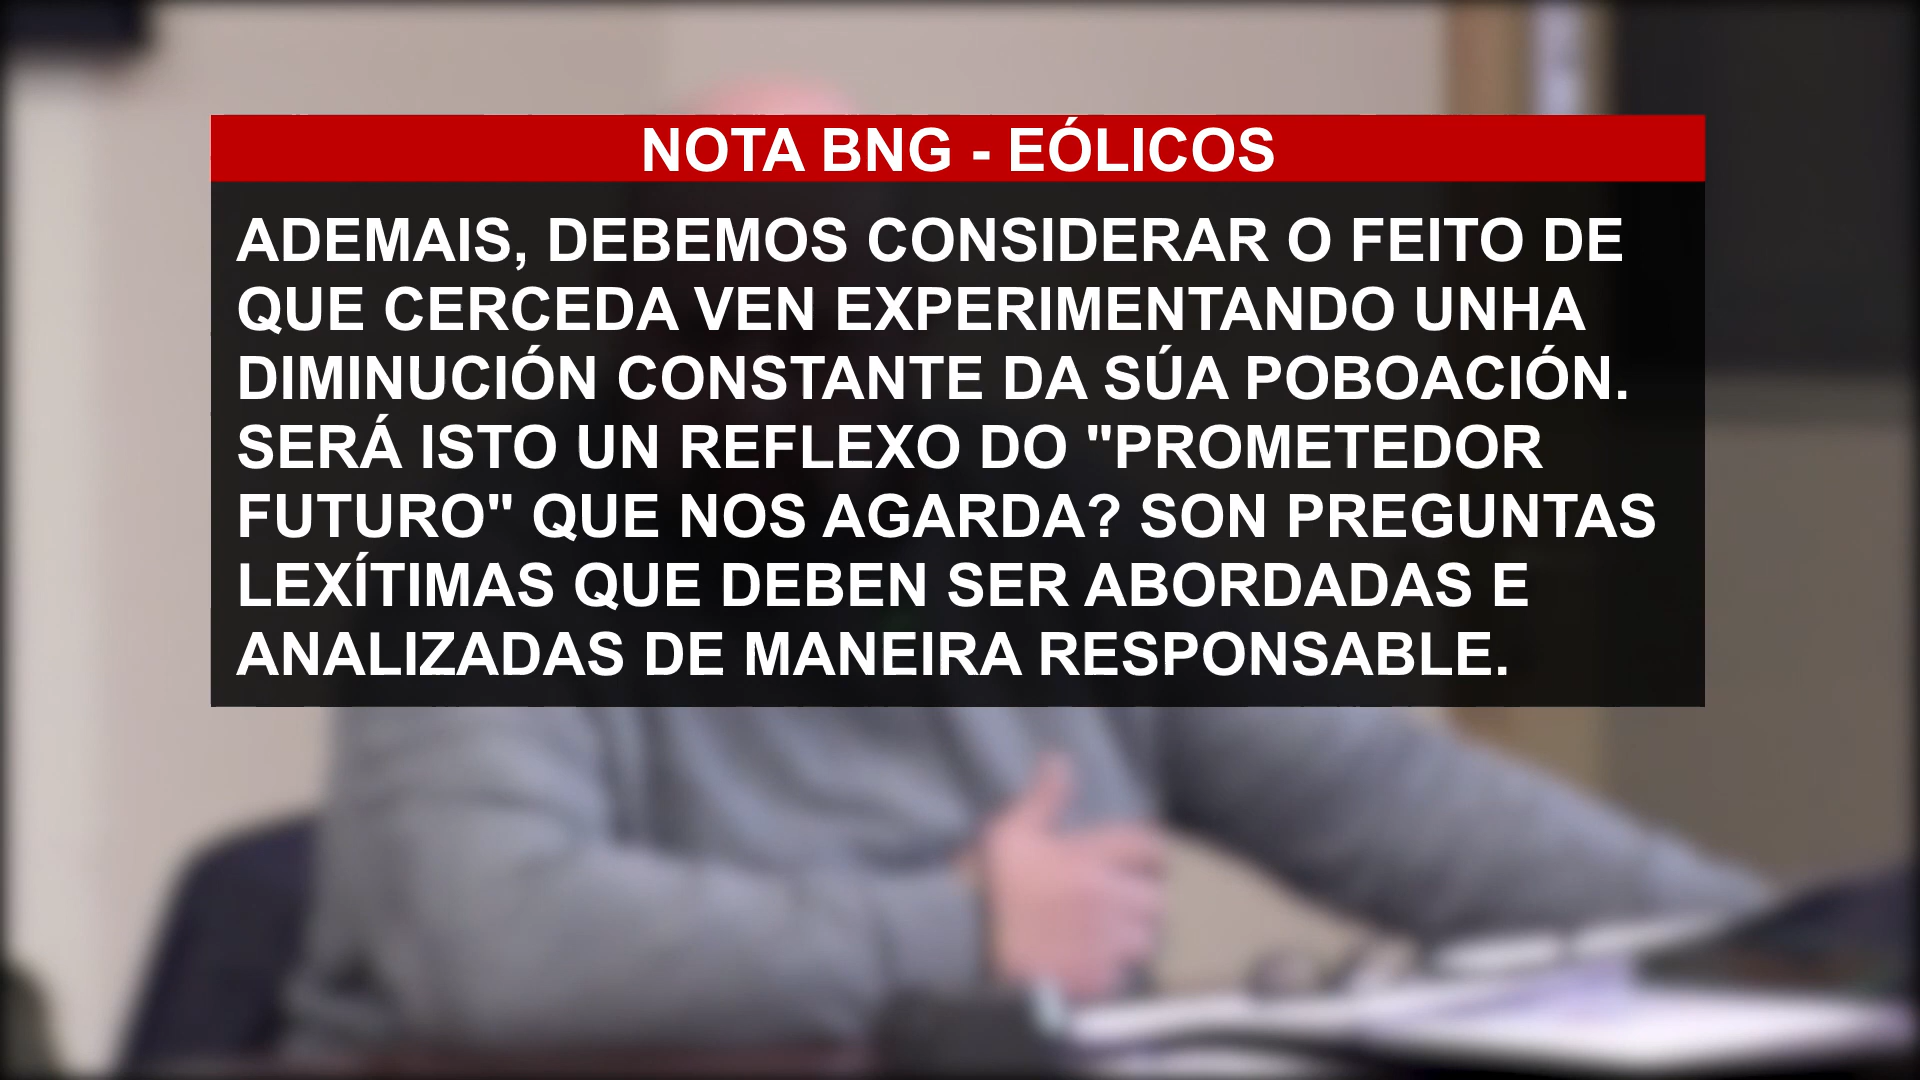 NOTA BNG - EÓLICOS
ADEMAIS, DEBEMOS CONSIDERAR O FEITO DE
QUE CERCEDA VEN EXPERIMENTANDO UNHA
DIMINUCIÓN CONSTANTE DA SÚA POBOACIÓN.
SERÁ ISTO UN REFLEXO DO "PROMETEDOR
FUTURO" QUE NOS AGARDA? SON PREGUNTAS
LEXÍTIMAS QUE DEBEN SER ABORDADAS E
ANALIZADAS DE MANEIRA RESPONSABLE.